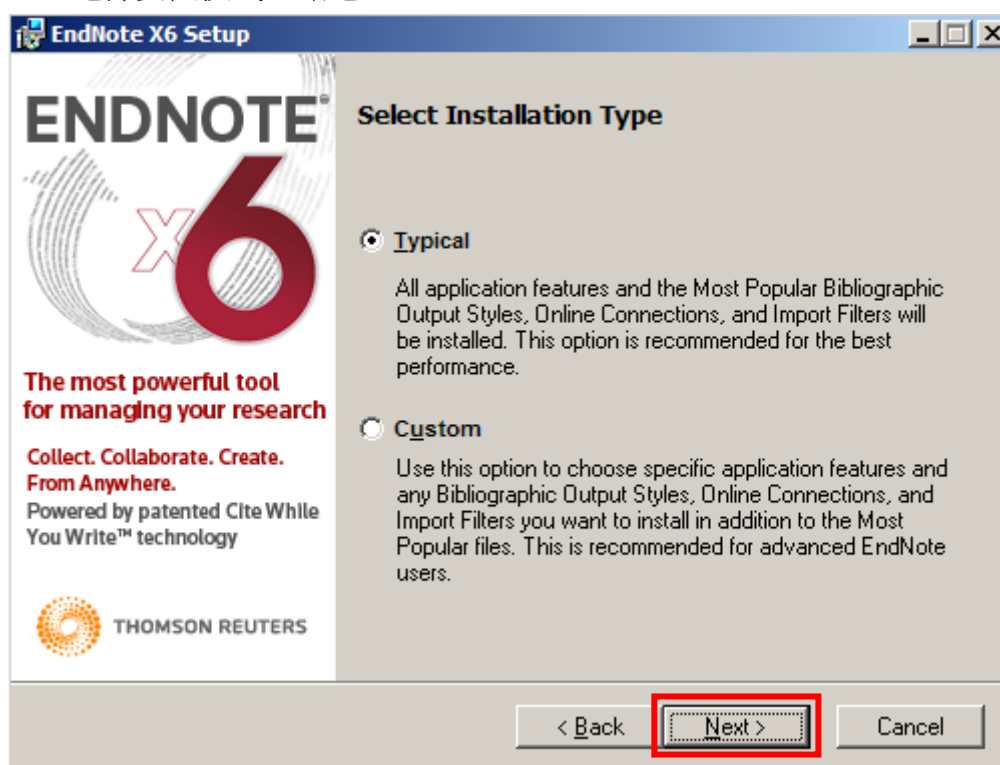 EndNote X6 Setup
ENDNOTE®
x6
The most powerful tool
for managing your research
Collect. Collaborate. Create.
From Anywhere.
Powered by patented Cite While
You Write™ technology
THOMSON REUTERS
Select Installation Type
Typical
All application features and the Most Popular Bibliographic
Output Styles, Online Connections, and Import Filters will
be installed. This option is recommended for the best
performance.
Custom
Use this option to choose specific application features and
any Bibliographic Output Styles, Online Connections, and
Import Filters you want to install in addition to the Most
Popular files. This is recommended for advanced EndNote
users.
< Back
Next >
Cancel